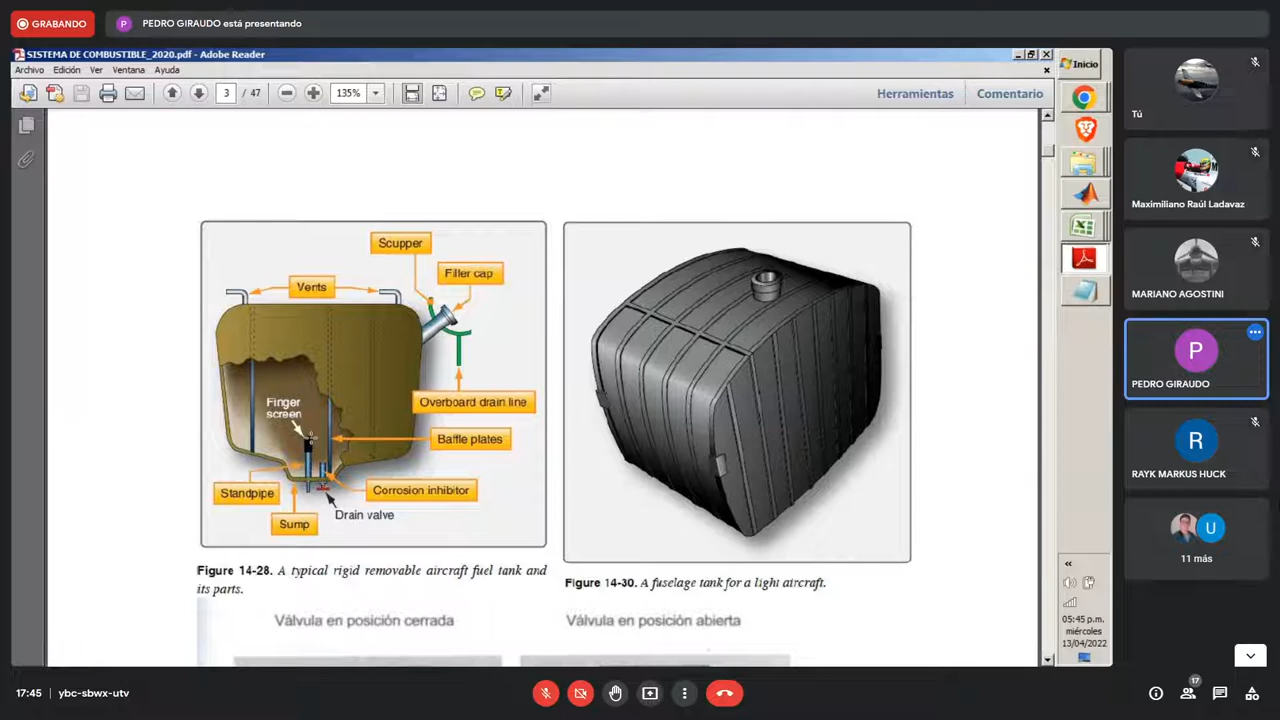 GRABANDO
P
PEDRO GIRAUDO está presentando
SISTEMA DE COMBUSTIBLE_2020.pdf - Adobe Reader
Archivo Edición Ver Ventana Ayuda
3 / 47
135%
Herramientas
Comentario
Scupper
Filler cap
Vents
Overboard drain line
Finger
screen
Baffle plates
Corrosion inhibitor
Standpipe
Drain valve
Sump
Figure 14-28. A typical rigid removable aircraft fuel tank and
its parts.
Figure 14-30. A fuselage tank for a light aircraft.
Válvula en posición cerrada
Válvula en posición abierta
Inicio
05:45 p.m.
miércoles
13/04/2022
Tú
Maximiliano Raúl Ladavaz
MARIANO AGOSTINI
P
PEDRO GIRAUDO
R
RAYK MARKUS HUCK
U
11 más
17:45
ybc-sbwx-utv
17